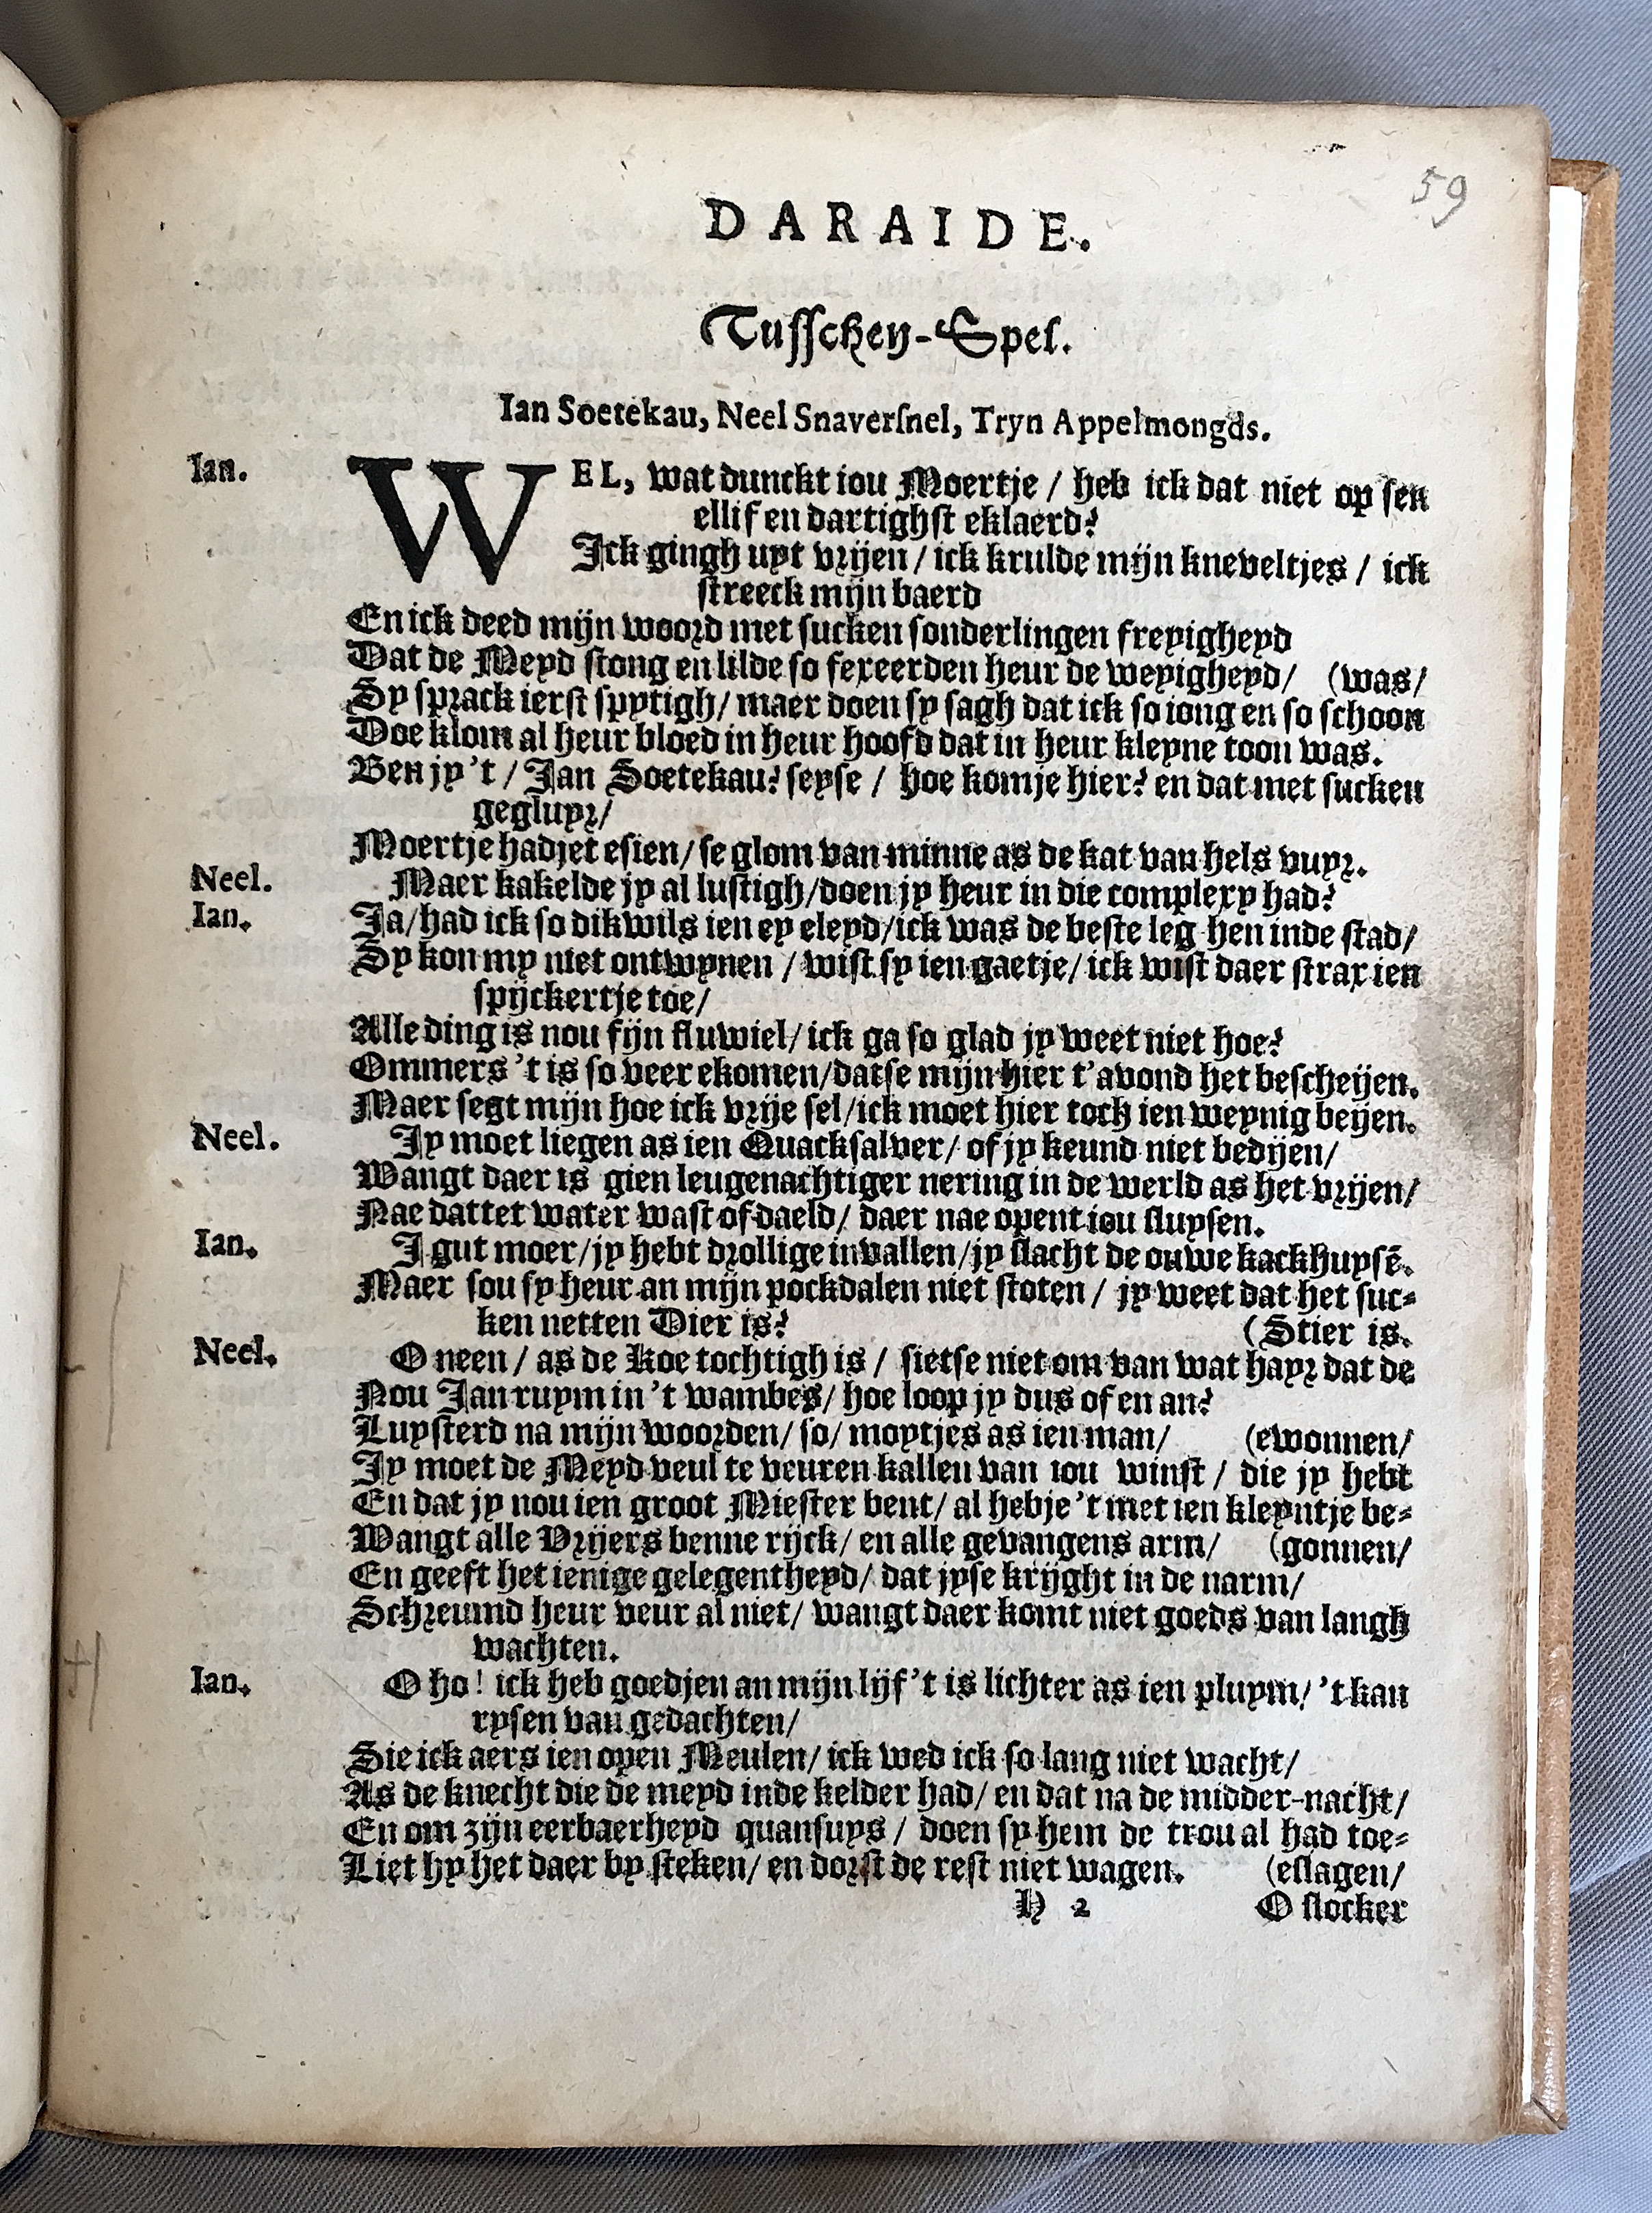 59
DARAIDE.
Tusschen-Spel.
Ian Soetekau, Neel Snaversnel, Tryn Appelmongds.
Ian. WEL, wat dunckt iou Moertje / heb ick dat niet op sen
ellif en dartighst eklaerd?
Ick gingh uyt vrijen / ick krulde mijn kneveltjes / ick
streeck mijn baerd
En ick deed mijn woord met sucken sonderlingen freyigheyd
Dat de Meyd stong en lilde so fexeerden heur de weyigheyd/ (was/
Sy sprack ierst spytigh/ maer doen sy sagh dat ick so iong en so schoon
Doe klom al heur bloed in heur hoofd dat in heur kleyne toon was.
Ben jy 't / Jan Soetekau? seyse / hoe komje hier? en dat met sucken
gegluyr/
Moertje hadjet esien/ se glom van minne as de kat van hels vuyr.
Neel. Maer kakelde jy al lustigh/ doen jy heur in die complexy had?
Ian. Ja/ had ick so dikwils ien ey eleyd/ ick was de beste leg-hen inde stad/
Sy kon my niet ontwynen / wist sy ien gaetje/ ick wist daer strax ien
spijckertje toe/
Alle ding is nou fijn fluwiel/ ick ga so glad jy weet niet hoe?
Ommers 't is so veer ekomen/ datse mijn hier t'avond het bescheijen.
Maer segt mijn hoe ick vrije sel/ ick moet hier toch ien weynig beijen.
Neel. Jy moet liegen as ien Quacksalver/ of jy keund niet bedijen/
Wangt daer is gien leugenachtiger nering in de werld as het vrijen/
Nae dattet water wast of daeld/ daer nae opent iou sluysen.
Ian. I gut moer/ jy hebt drollige invallen/ jy slacht de ouwe kackhuysē.
Maer sou sy heur an mijn pockdalen niet stoten / jy weet dat het suc-
ken netten Dier is? (Stier is.
Neel. O neen / as de Koe tochtigh is / sietse niet om van wat hayr dat de
Nou Jan ruym in 't wambes/ hoe loop jy dus of en an?
Luysterd na mijn woorden/ so/ moytjes as ien man/ (ewonnen/
Jy moet de Meyd veul te veuren kallen van iou winst / die jy hebt
En dat jy nou ien groot Miester bent/ al hebje 't met ien kleyntje be-
Wangt alle Vrijers benne rijck/ en alle gevangens arm/ (gonnen/
En geeft het ienige gelegentheyd/ dat jyse krijght in de narm/
Schreumd heur veur al niet/ wangt daer komt niet goeds van langh
wachten.
Ian. O ho! ick heb goedjen an mijn lijf 't is lichter as ien pluym/ 't kan
rysen van gedachten/
Sie ick aers ien open Meulen/ ick wed ick so lang niet wacht/
As de knecht die de meyd inde kelder had/ en dat na de midder-nacht/
En om zijn eerbaerheyd quansuys / doen sy hem de trou al had toe-
Liet hy het daer by steken/ en dorst de rest niet wagen. (eslagen/
H 2 O slocker